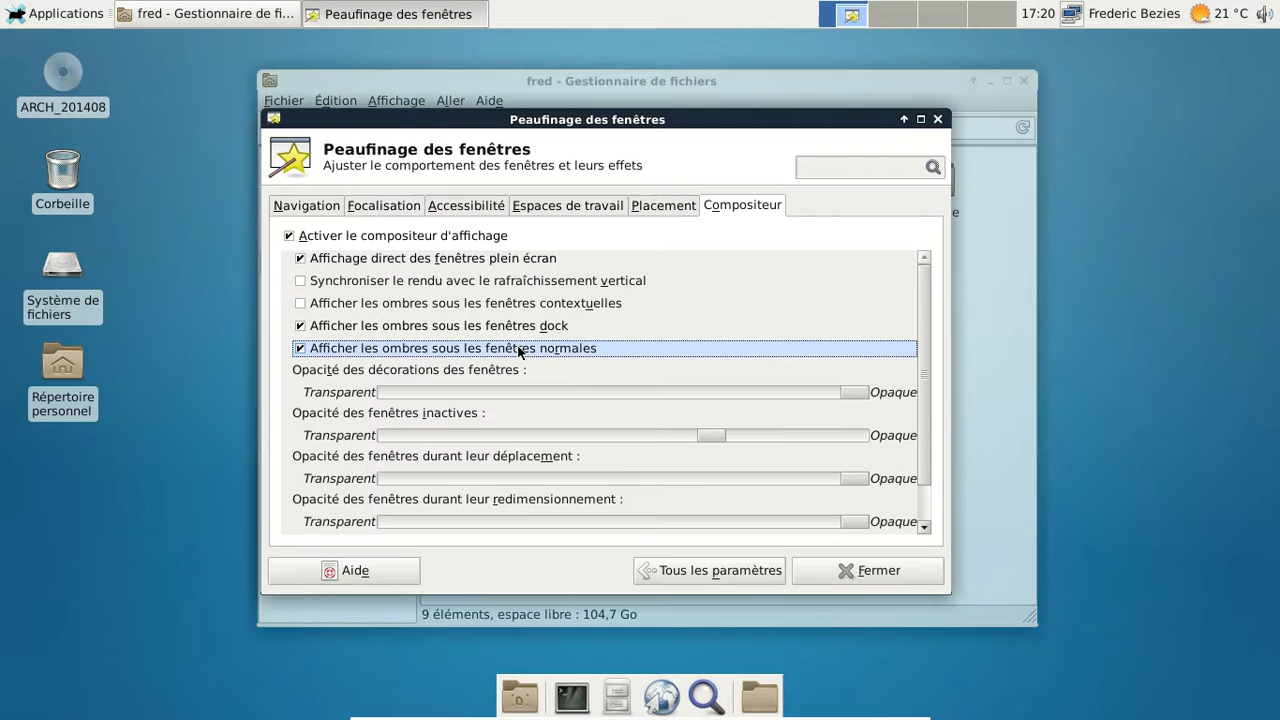 Applications
fred - Gestionnaire de fi...
Peaufinage des fenêtres
17:20
Frederic Bezies
21 °C
ARCH_201408
Corbeille
Système de
fichiers
Répertoire
personnel
fred - Gestionnaire de fichiers
Fichier Édition Affichage Aller Aide
Peaufinage des fenêtres
Peaufinage des fenêtres
Ajuster le comportement des fenêtres et leurs effets
Navigation Focalisation Accessibilité Espaces de travail Placement Compositeur
Activer le compositeur d'affichage
Affichage direct des fenêtres plein écran
Synchroniser le rendu avec le rafraîchissement vertical
Afficher les ombres sous les fenêtres contextuelles
Afficher les ombres sous les fenêtres dock
Afficher les ombres sous les fenêtres normales
Opacité des décorations des fenêtres :
Transparent Opaque
Opacité des fenêtres inactives :
Transparent Opaque
Opacité des fenêtres durant leur déplacement :
Transparent Opaque
Opacité des fenêtres durant leur redimensionnement :
Transparent Opaque
Aide
Tous les paramètres
Fermer
9 éléments, espace libre : 104,7 Go
D